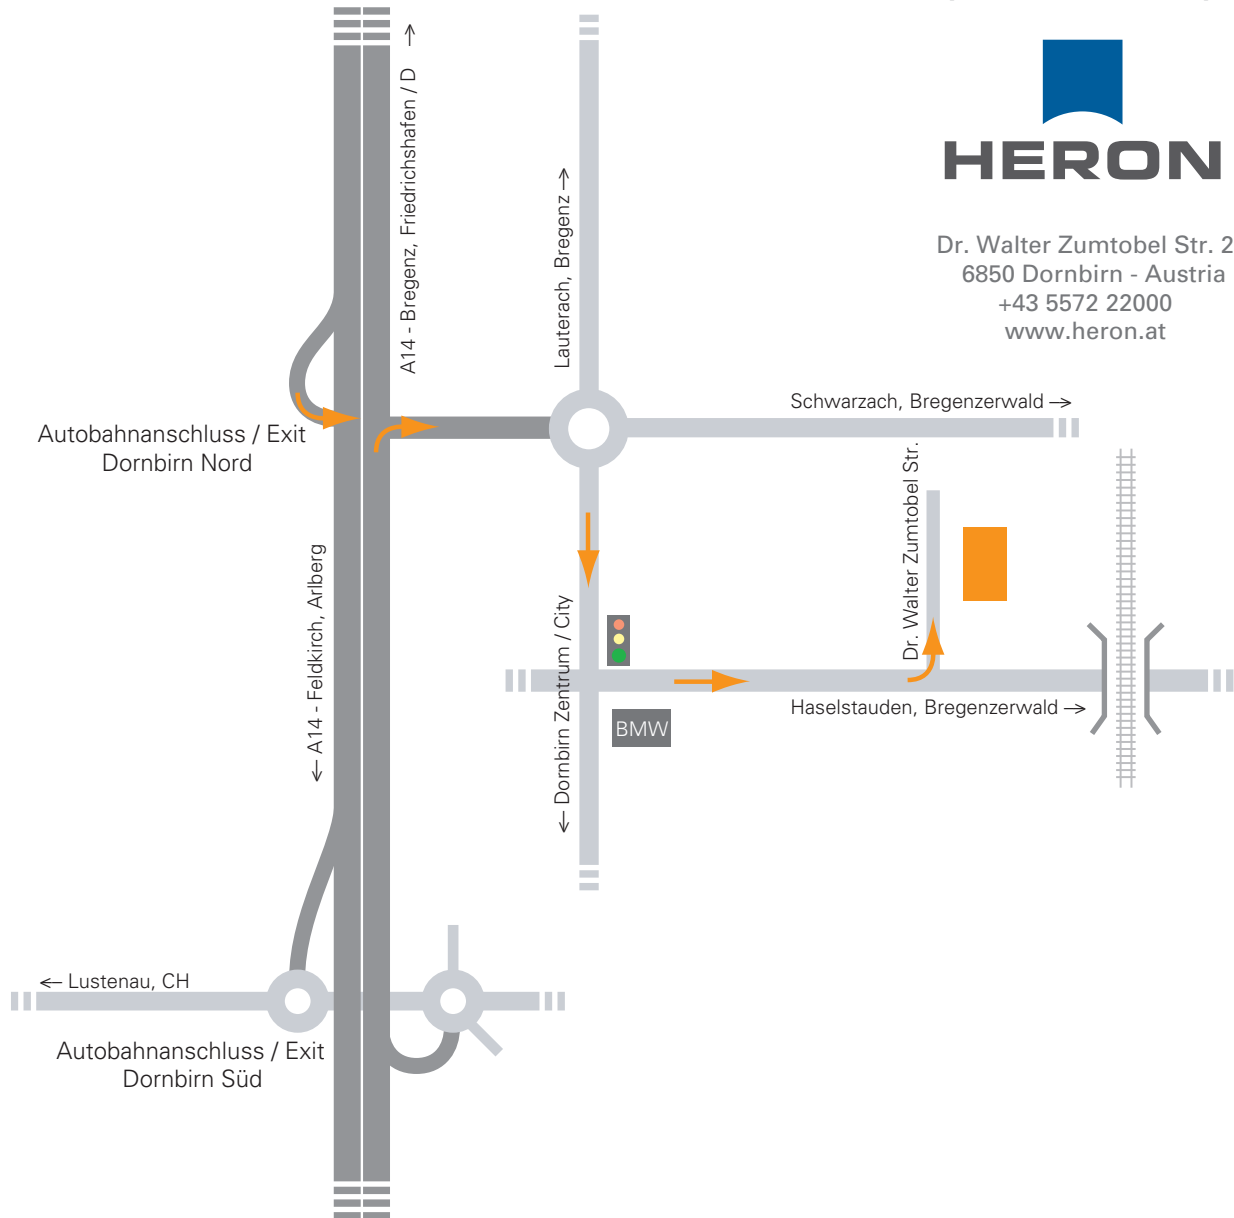 HERON
Dr. Walter Zumtobel Str. 2
6850 Dornbirn - Austria
+43 5572 22000
www.heron.at
A14 - Bregenz, Friedrichshafen / D →
Lauterach, Bregenz →
Schwarzach, Bregenzerwald →
Autobahnanschluss / Exit
Dornbirn Nord
Dr. Walter Zumtobel Str.
← A14 - Feldkirch, Arlberg
← Dornbirn Zentrum / City
Haselstauden, Bregenzerwald →
BMW
← Lustenau, CH
Autobahnanschluss / Exit
Dornbirn Süd